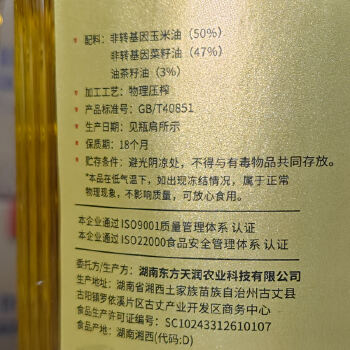 配料：非转基因玉米油（50%）
非转基因菜籽油（47%）
油茶籽油（3%）
加工工艺：物理压榨
产品标准号：GB/T40851
生产日期：见瓶肩所示
保质期：18个月
贮存条件：避光阴凉处，不得与有毒物品共同存放。
*本品在低气温下，如出现冻结情况，属于正常
物理现象，不影响质量，可放心食用。
本企业通过 ISO9001质量管理体系 认证
本企业通过 ISO22000食品安全管理体系 认证
委托方/生产方：湖南东方天润农业科技有限公司
生产地址：湖南省湘西土家族苗族自治州古丈县
古阳镇罗依溪片区古丈产业开发区商务中心
食品生产许可证编号：SC10243312610107
食品产地：湖南湘西(代码:D)